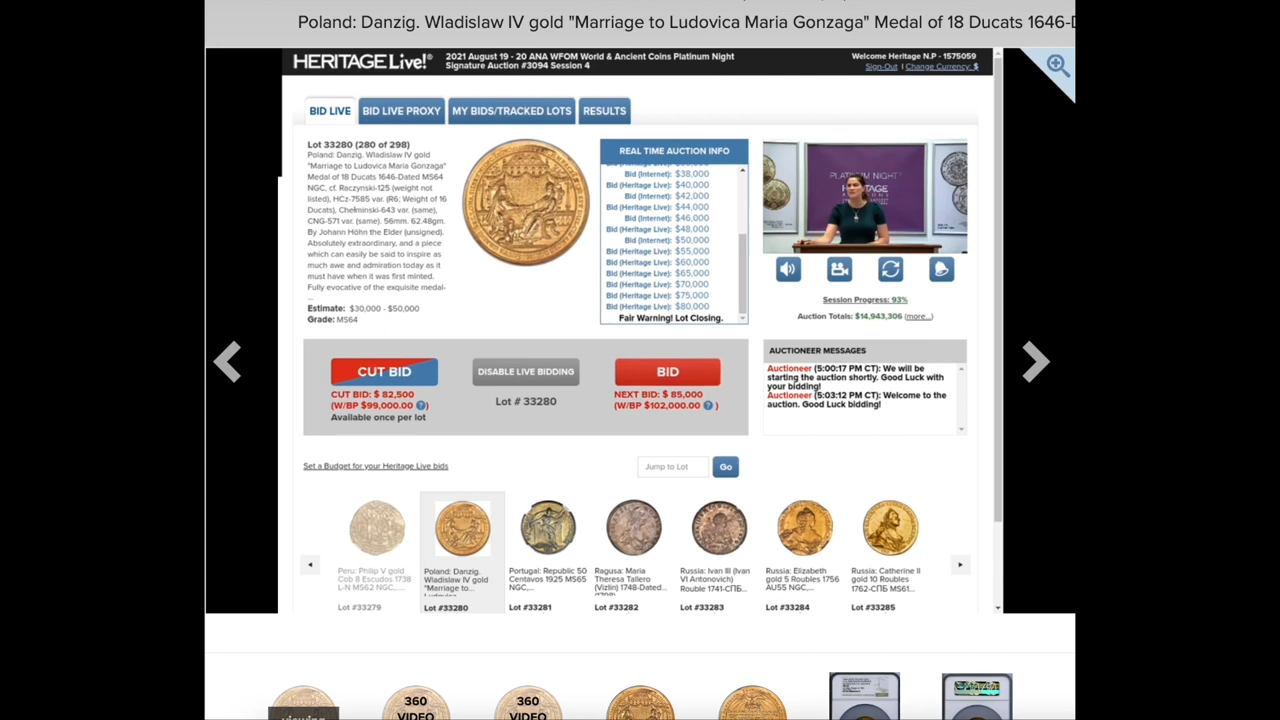 Poland: Danzig. Wladislaw IV gold "Marriage to Ludovica Maria Gonzaga" Medal of 18 Ducats 1646-D
HERITAGE Live!®
2021 August 19 - 20 ANA WFOM World & Ancient Coins Platinum Night
Signature Auction #3094 Session 4
Welcome Heritage N.P - 1575059
Sign-Out | Change Currency: $
BID LIVE
BID LIVE PROXY
MY BIDS/TRACKED LOTS
RESULTS
Lot 33280 (280 of 298)
Poland: Danzig. Wladislaw IV gold
"Marriage to Ludovica Maria Gonzaga"
Medal of 18 Ducats 1646-Dated MS64
NGC, cf. Raczynski-125 (weight not
listed), HCz-7585 var. (R6; Weight of 16
Ducats), Chełminski-643 var. (same),
CNG-571 var. (same). 56mm. 62.48gm.
By Johann Höhn the Elder (unsigned).
Absolutely extraordinary, and a piece
which can easily be said to inspire as
much awe and admiration today as it
must have when it was first minted.
Fully evocative of the exquisite medal-
...
Estimate: $30,000 - $50,000
Grade: MS64
REAL TIME AUCTION INFO
Bid (Internet): $38,000
Bid (Heritage Live): $40,000
Bid (Internet): $42,000
Bid (Heritage Live): $44,000
Bid (Internet): $46,000
Bid (Heritage Live): $48,000
Bid (Internet): $50,000
Bid (Heritage Live): $55,000
Bid (Heritage Live): $60,000
Bid (Heritage Live): $65,000
Bid (Heritage Live): $70,000
Bid (Heritage Live): $75,000
Bid (Heritage Live): $80,000
Fair Warning! Lot Closing.
PLATINUM NIGHT
HERITAGE
Session Progress: 93%
Auction Totals: $14,943,306 (more...)
CUT BID
CUT BID: $ 82,500
(W/BP $99,000.00 ?)
Available once per lot
DISABLE LIVE BIDDING
Lot # 33280
BID
NEXT BID: $ 85,000
(W/BP $102,000.00 ? )
AUCTIONEER MESSAGES
Auctioneer (5:00:17 PM CT): We will be
starting the auction shortly. Good Luck with
your bidding!
Auctioneer (5:03:12 PM CT): Welcome to the
auction. Good Luck bidding!
Set a Budget for your Heritage Live bids
Jump to Lot
Go
Peru: Philip V gold
Cob 8 Escudos 1738
L-N MS62 NGC,....
Lot #33279
Poland: Danzig.
Wladislaw IV gold
"Marriage to...
Lot #33280
Portugal: Republic 50
Centavos 1925 MS65
NGC,...
Lot #33281
Ragusa: Maria
Theresa Tallero
(Vizlin) 1748-Dated...
Lot #33282
Russia: Ivan III (Ivan
VI Antonovich)
Rouble 1741-СПБ...
Lot #33283
Russia: Elizabeth
gold 5 Roubles 1756
AU55 NGC,...
Lot #33284
Russia: Catherine II
gold 10 Roubles
1762-СПБ MS61...
Lot #33285
viewing
360
VIDEO
360
VIDEO